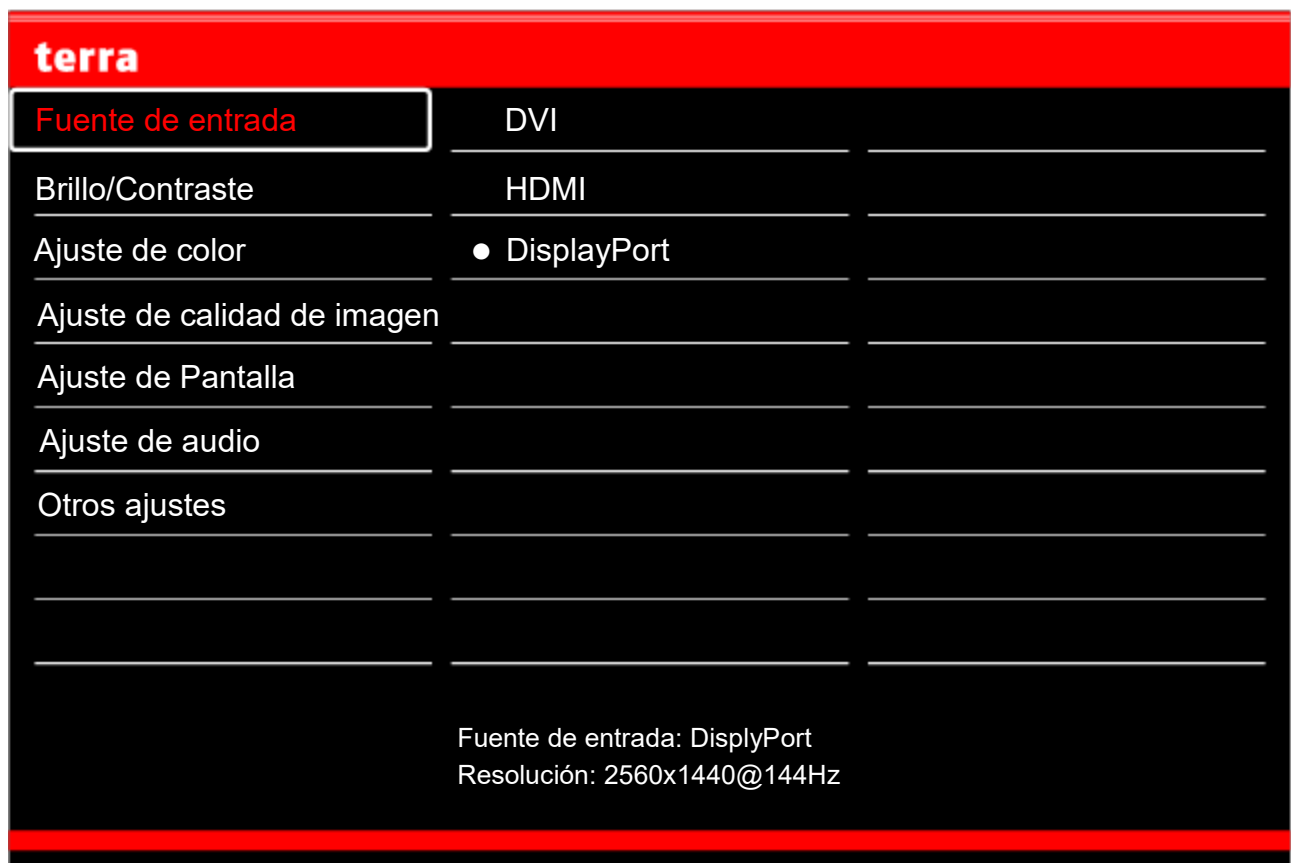 terra
Fuente de entrada
DVI
Brillo/Contraste
HDMI
Ajuste de color
● DisplayPort
Ajuste de calidad de imagen
Ajuste de Pantalla
Ajuste de audio
Otros ajustes
Fuente de entrada: DisplyPort
Resolución: 2560x1440@144Hz